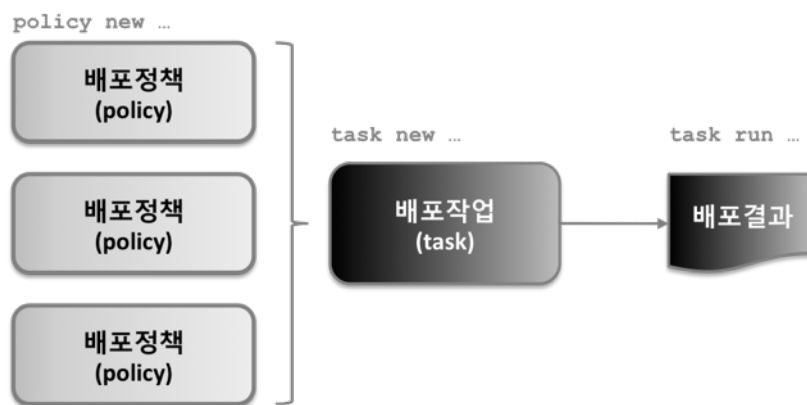 policy new …
배포정책
(policy)
배포정책
(policy)
배포정책
(policy)
task new …
배포작업
(task)
task run …
배포결과